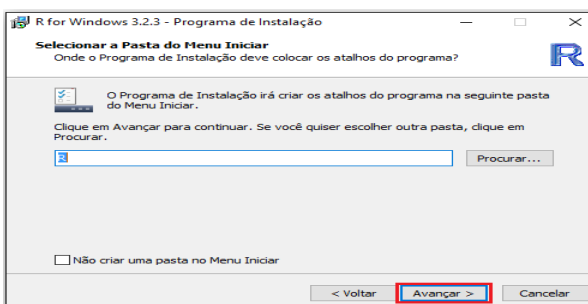 R for Windows 3.2.3 - Programa de Instalação
Selecionar a Pasta do Menu Iniciar
Onde o Programa de Instalação deve colocar os atalhos do programa?
R
O Programa de Instalação irá criar os atalhos do programa na seguinte pasta
do Menu Iniciar.
Clique em Avançar para continuar. Se você quiser escolher outra pasta, clique em
Procurar.
R
Procurar...
Não criar uma pasta no Menu Iniciar
< Voltar
Avançar >
Cancelar